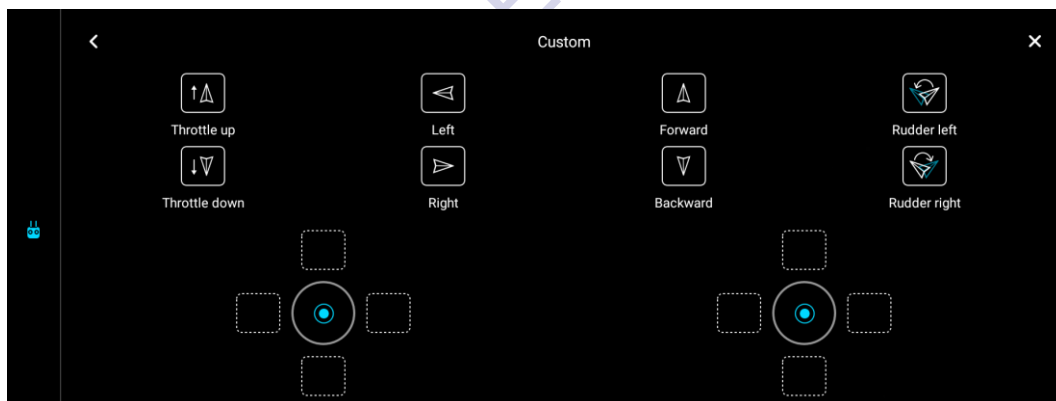 Custom
Throttle up Left Forward Rudder left
Throttle down Right Backward Rudder right